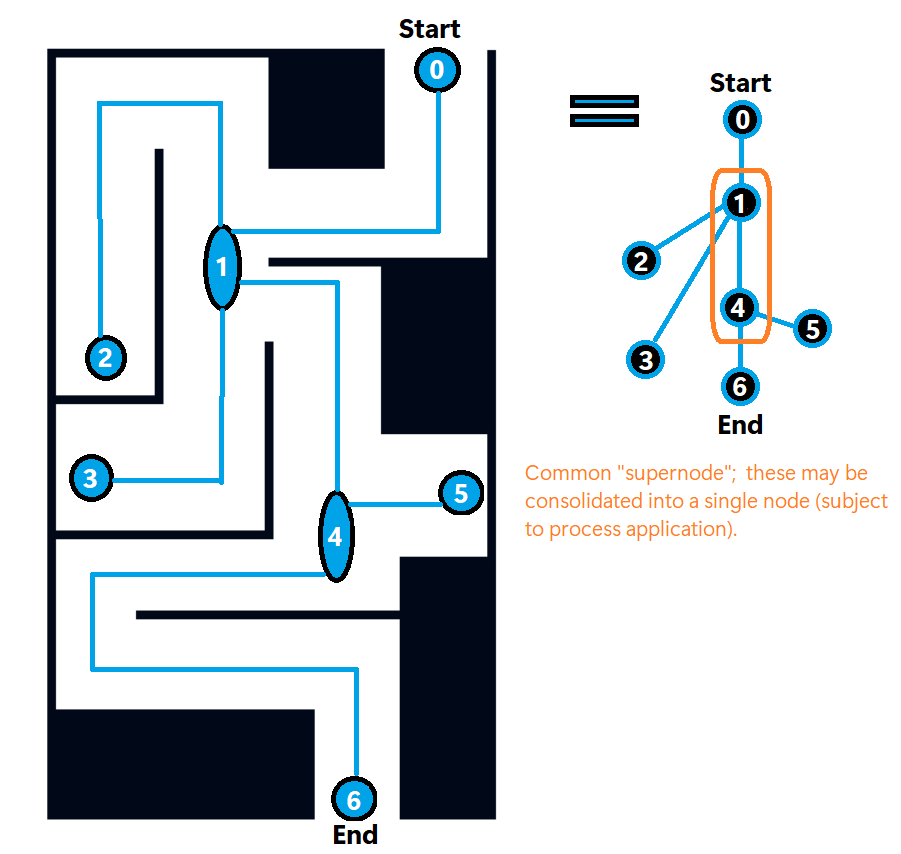 Start
0
1
2
3
4
5
6
End
Start
0
1
2
3
4
5
6
End
Common "supernode"; these may be
consolidated into a single node (subject
to process application).